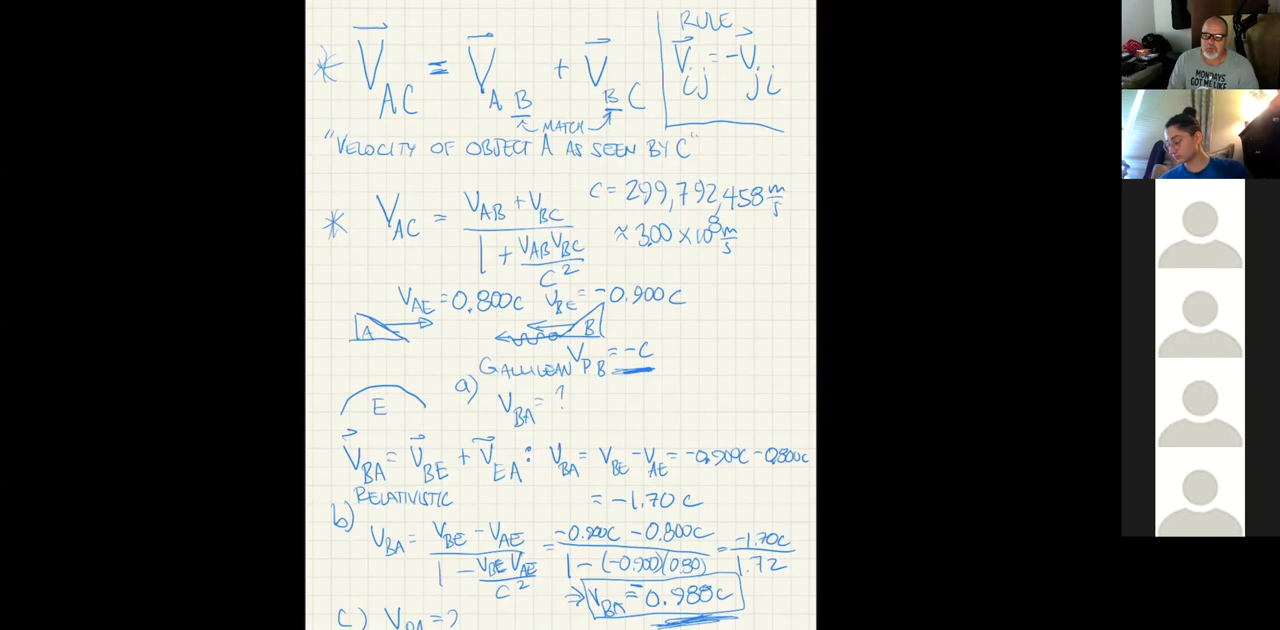 V_AC = V_AB + V_BC
RULE
V_ij = -V_ji
MATCH
"VELOCITY OF OBJECT A AS SEEN BY C"
V_AC = (V_AB + V_BC) / (1 + V_AB V_BC / C²)
C = 299,792,458 m/s
≈ 3.00 × 10⁸ m/s
V_AE = 0.800C V_BE = -0.900C
A B
V_PB = -C
a) GALLILEAN
V_BA = ?
E
V_BA = V_BE + V_EA : V_BA = V_BE - V_AE = -0.900C - 0.800C
= -1.70C
b) RELATIVISTIC
V_BA = (V_BE - V_AE) / (1 - V_BE V_AE / C²) = (-0.900C - 0.800C) / (1 - (-0.900)(0.80)) = -1.70C / 1.72
⇒ V_BA = 0.988C
c) V_PA = ?
MONDAYS
GOT ME LIKE